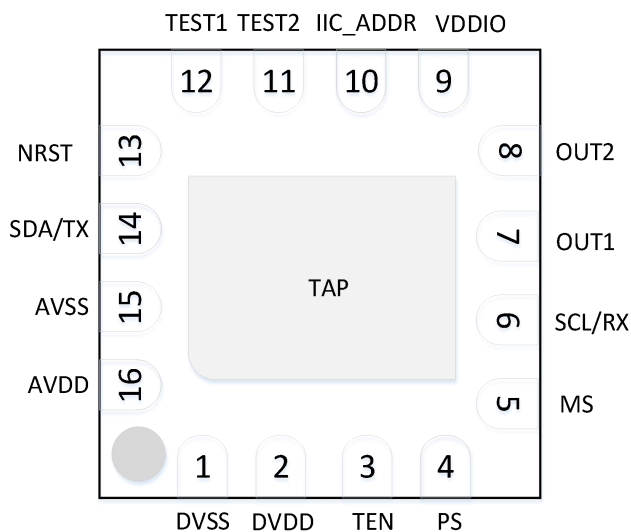 TEST1 TEST2 IIC_ADDR VDDIO
12 11 10 9
NRST 13 8 OUT2
SDA/TX 14 7 OUT1
TAP
AVSS 15 6 SCL/RX
AVDD 16 5 MS
1 2 3 4
DVSS DVDD TEN PS